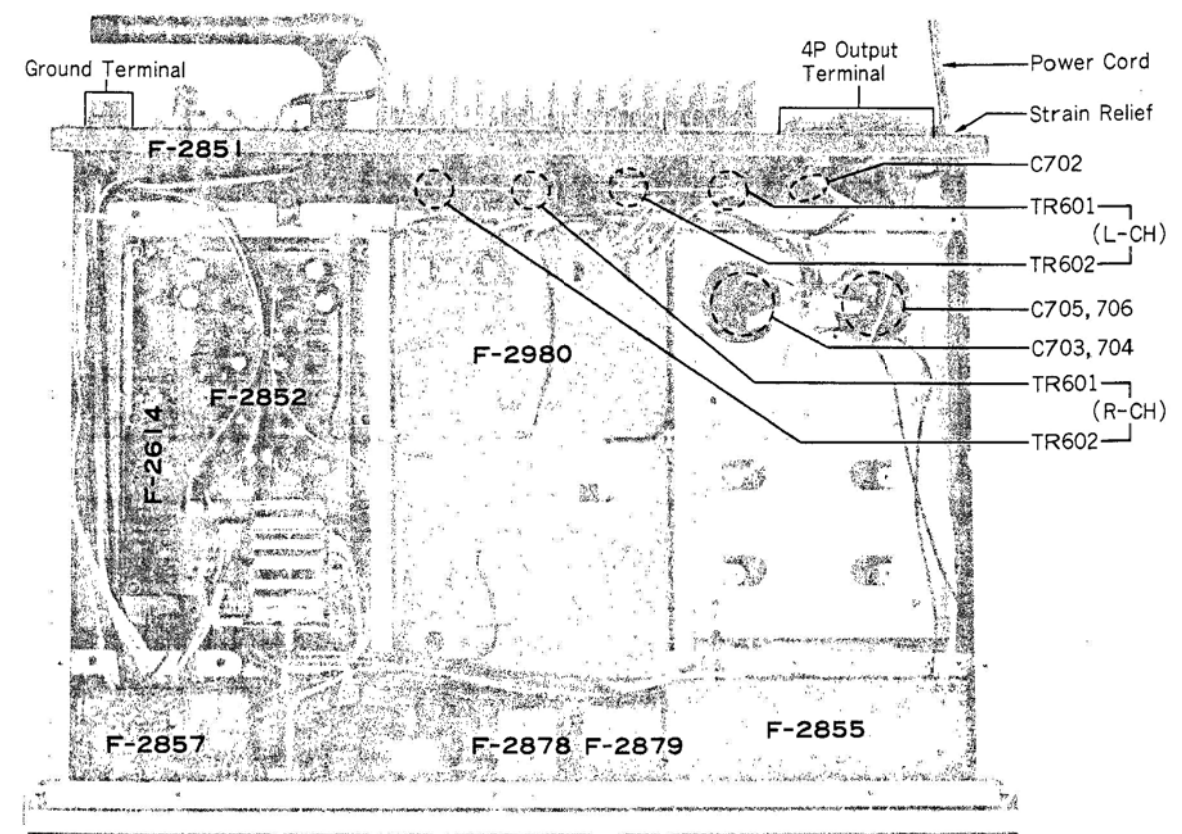 4P Output
Terminal
Power Cord
Ground Terminal
Strain Relief
F-2851
C702
TR601
(L-CH)
TR602
C705, 706
C703, 704
F-2980
TR601
F-2852
(R-CH)
F-2614
TR602
F-2857
F-2878
F-2879
F-2855